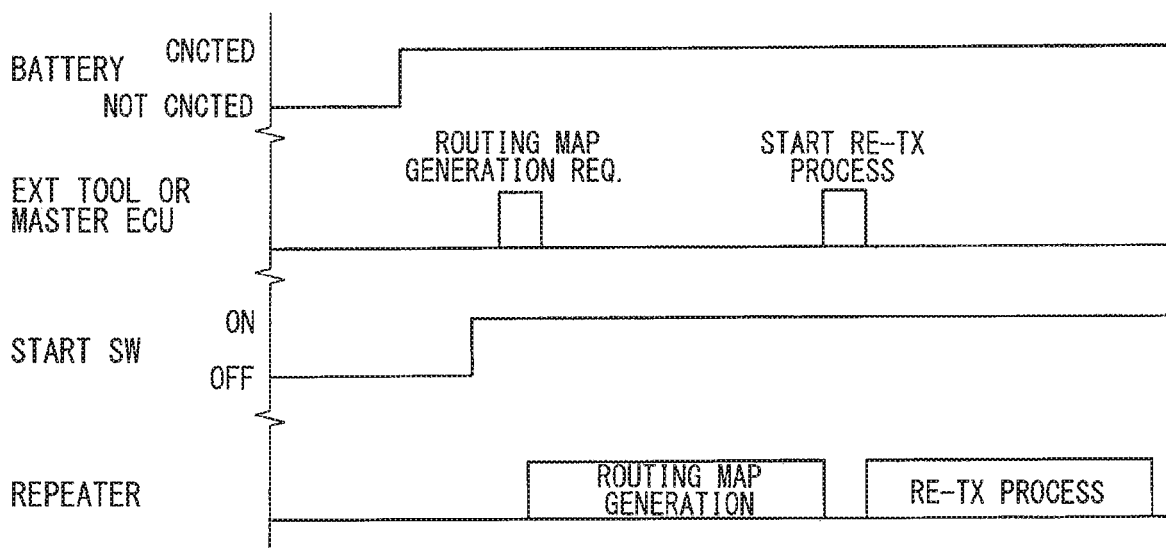 BATTERY
CNCTED
NOT CNCTED
EXT TOOL OR
MASTER ECU
ROUTING MAP
GENERATION REQ.
START RE-TX
PROCESS
START SW
ON
OFF
REPEATER
ROUTING MAP
GENERATION
RE-TX PROCESS